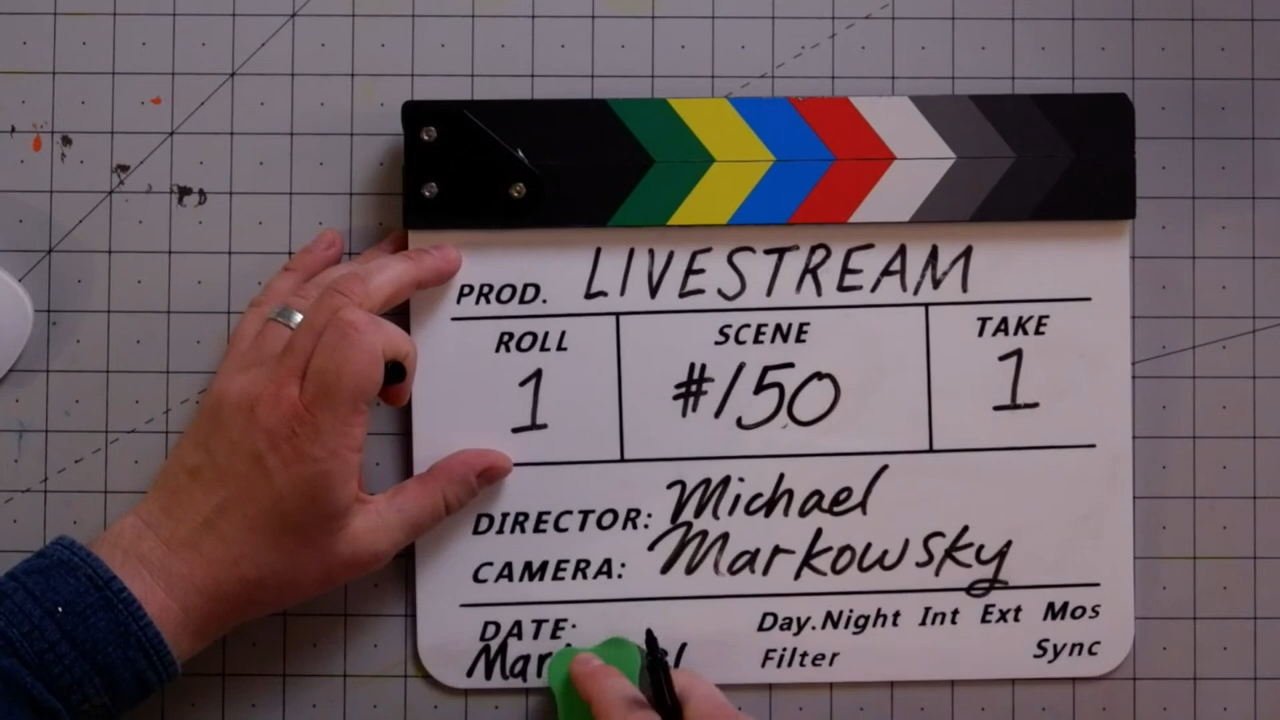 PROD. LIVESTREAM
ROLL SCENE TAKE
1 #150 1
DIRECTOR: Michael
CAMERA: Markowsky
DATE: Day.Night Int Ext Mos
Filter Sync